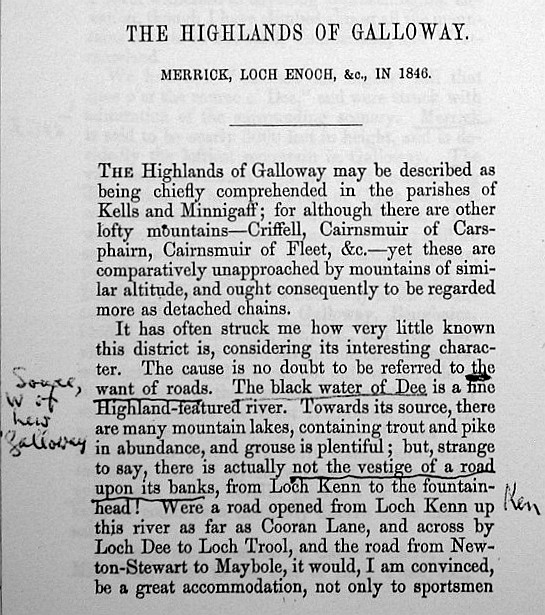 THE HIGHLANDS OF GALLOWAY.
MERRICK, LOCH ENOCH, &c., IN 1846.
THE Highlands of Galloway may be described as
being chiefly comprehended in the parishes of
Kells and Minnigaff; for although there are other
lofty mountains—Criffell, Cairnsmuir of Cars-
phairn, Cairnsmuir of Fleet, &c.—yet these are
comparatively unapproached by mountains of simi-
lar altitude, and ought consequently to be regarded
more as detached chains.
It has often struck me how very little known
this district is, considering its interesting charac-
ter. The cause is no doubt to be referred to the
want of roads. The black water of Dee is a fine
Highland-featured river. Towards its source, there
are many mountain lakes, containing trout and pike
in abundance, and grouse is plentiful; but, strange
to say, there is actually not the vestige of a road
upon its banks, from Loch Kenn to the fountain-
head! Were a road opened from Loch Kenn up
this river as far as Cooran Lane, and across by
Loch Dee to Loch Trool, and the road from New-
ton-Stewart to Maybole, it would, I am convinced,
be a great accommodation, not only to sportsmen
W of
new
Galloway
Ken